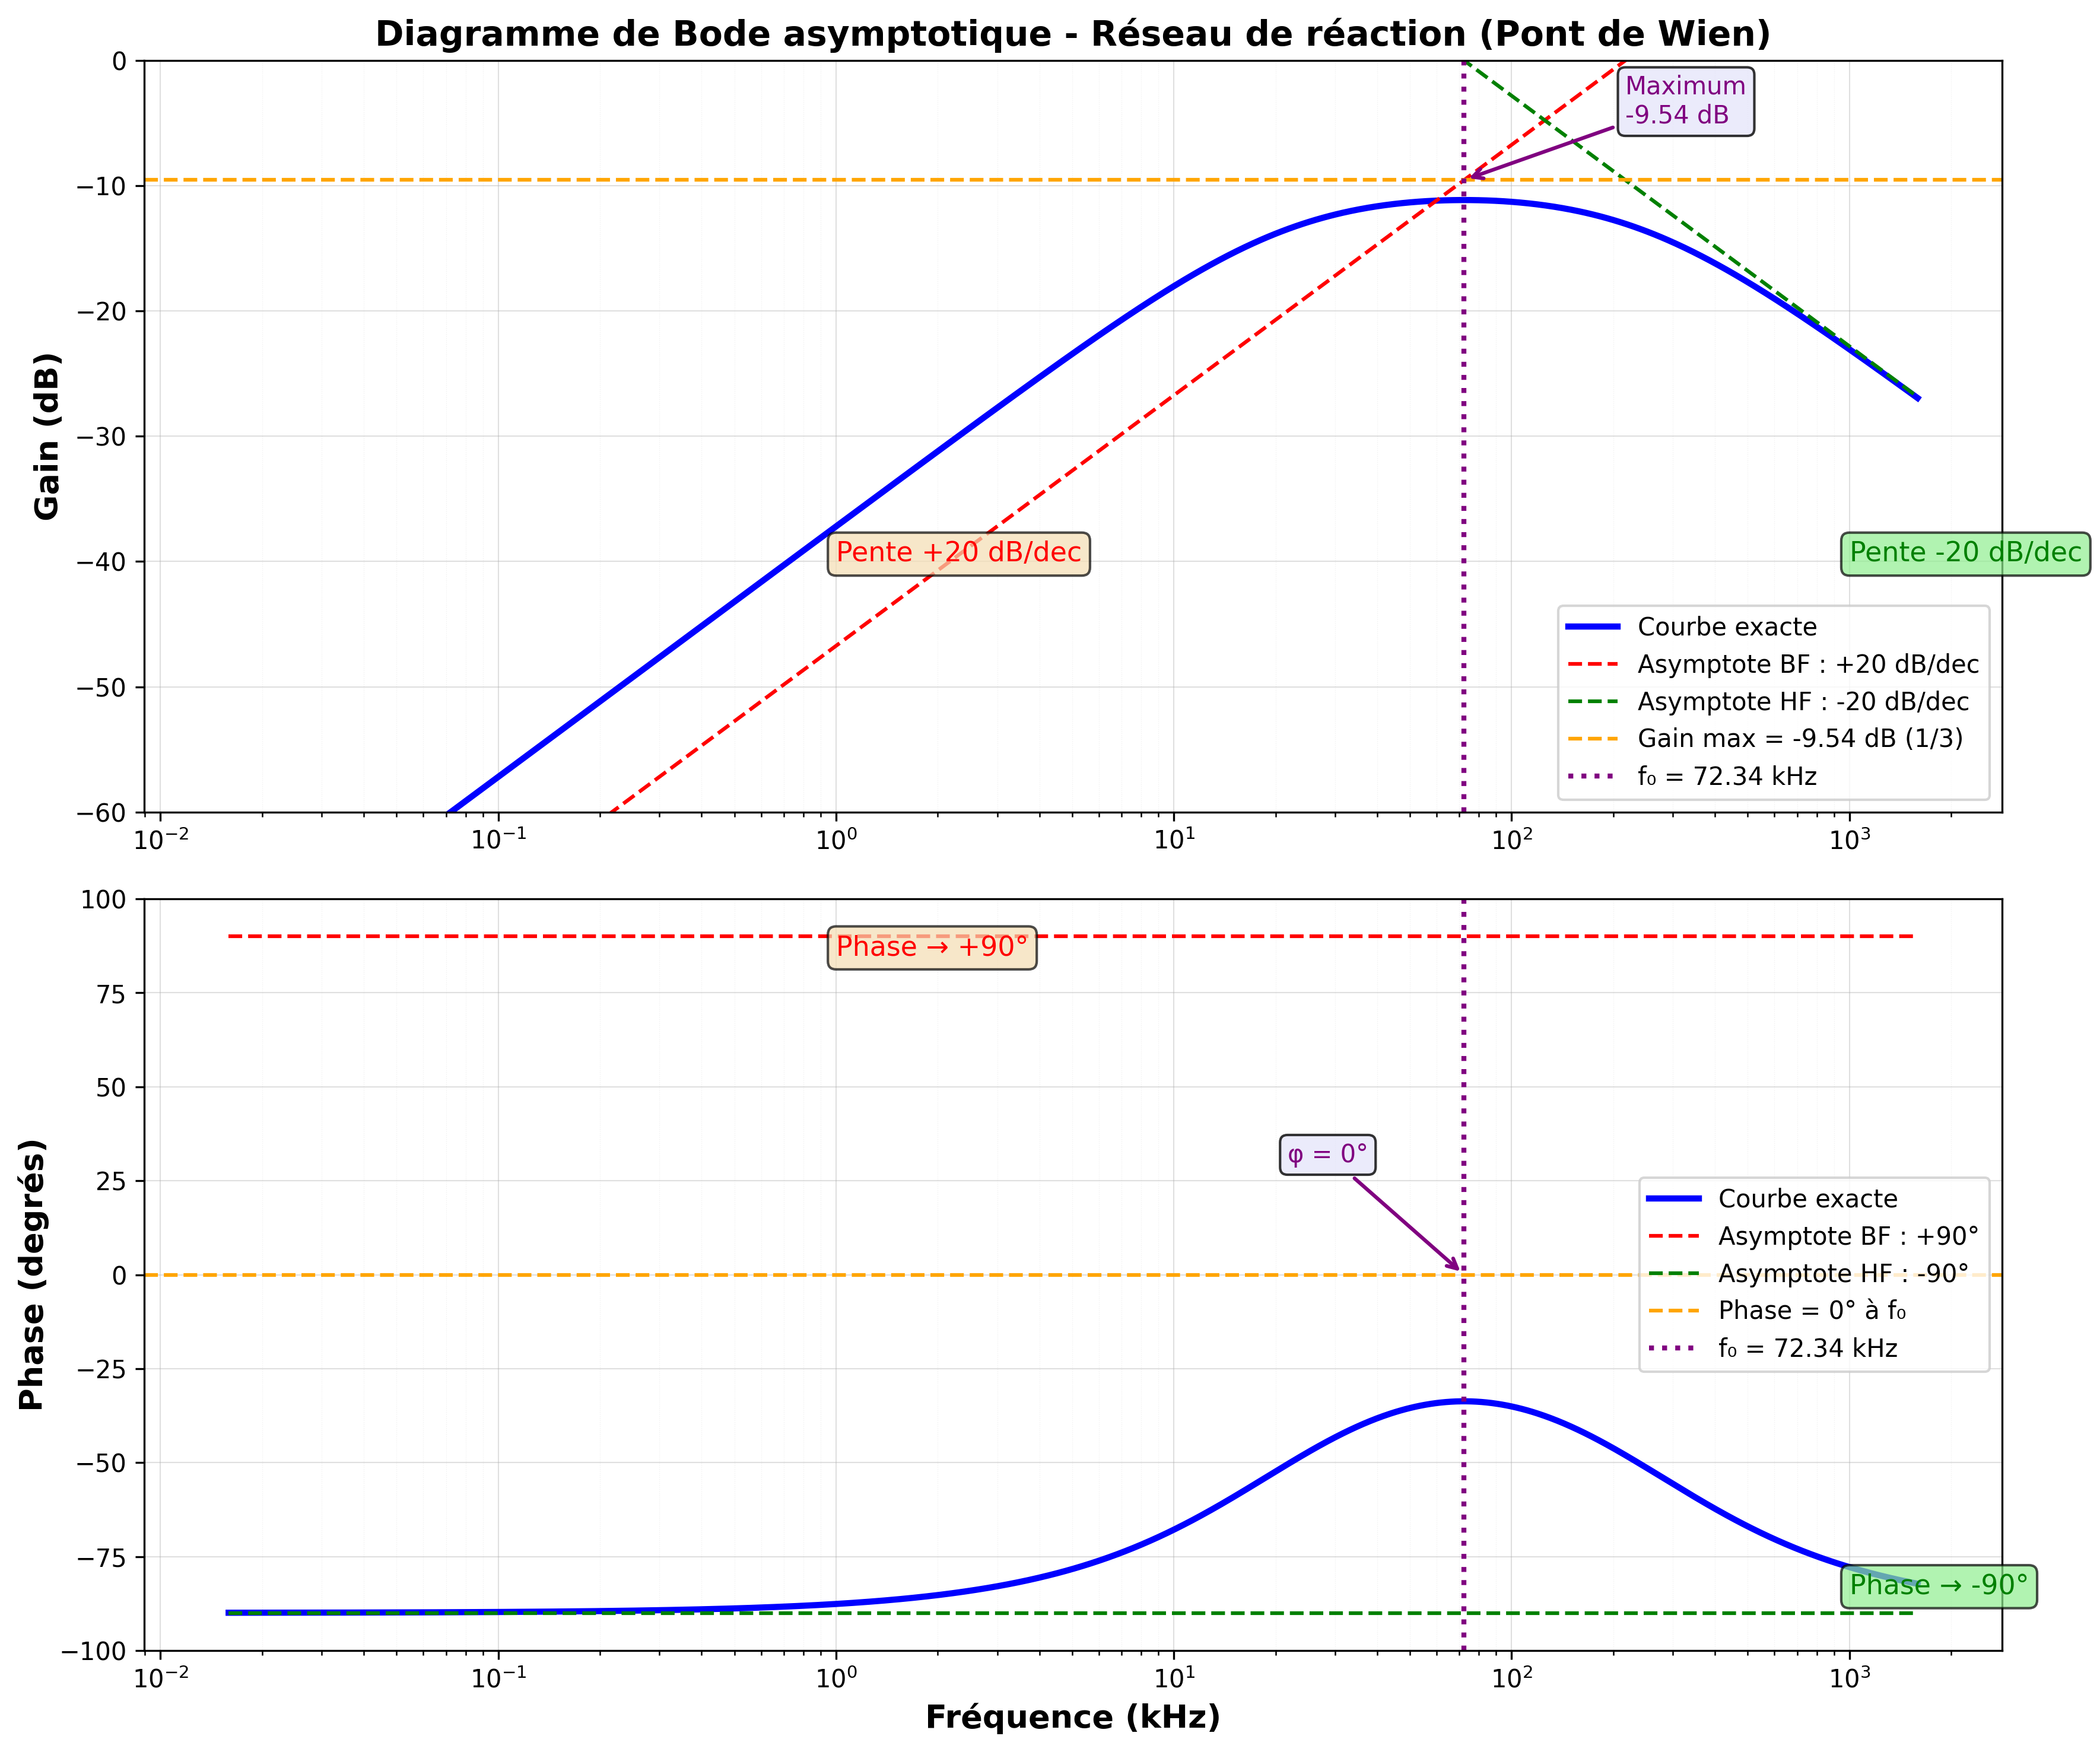 Diagramme de Bode asymptotique - Réseau de réaction (Pont de Wien)
Gain (dB)
0
−10
−20
−30
−40
−50
−60
Maximum
-9.54 dB
Pente +20 dB/dec
Pente -20 dB/dec
Courbe exacte
Asymptote BF : +20 dB/dec
Asymptote HF : -20 dB/dec
Gain max = -9.54 dB (1/3)
f₀ = 72.34 kHz
10⁻² 10⁻¹ 10⁰ 10¹ 10² 10³
Phase (degrés)
100
75
50
25
0
−25
−50
−75
−100
Phase → +90°
φ = 0°
Courbe exacte
Asymptote BF : +90°
Asymptote HF : -90°
Phase = 0° à f₀
f₀ = 72.34 kHz
Phase → -90°
10⁻² 10⁻¹ 10⁰ 10¹ 10² 10³
Fréquence (kHz)